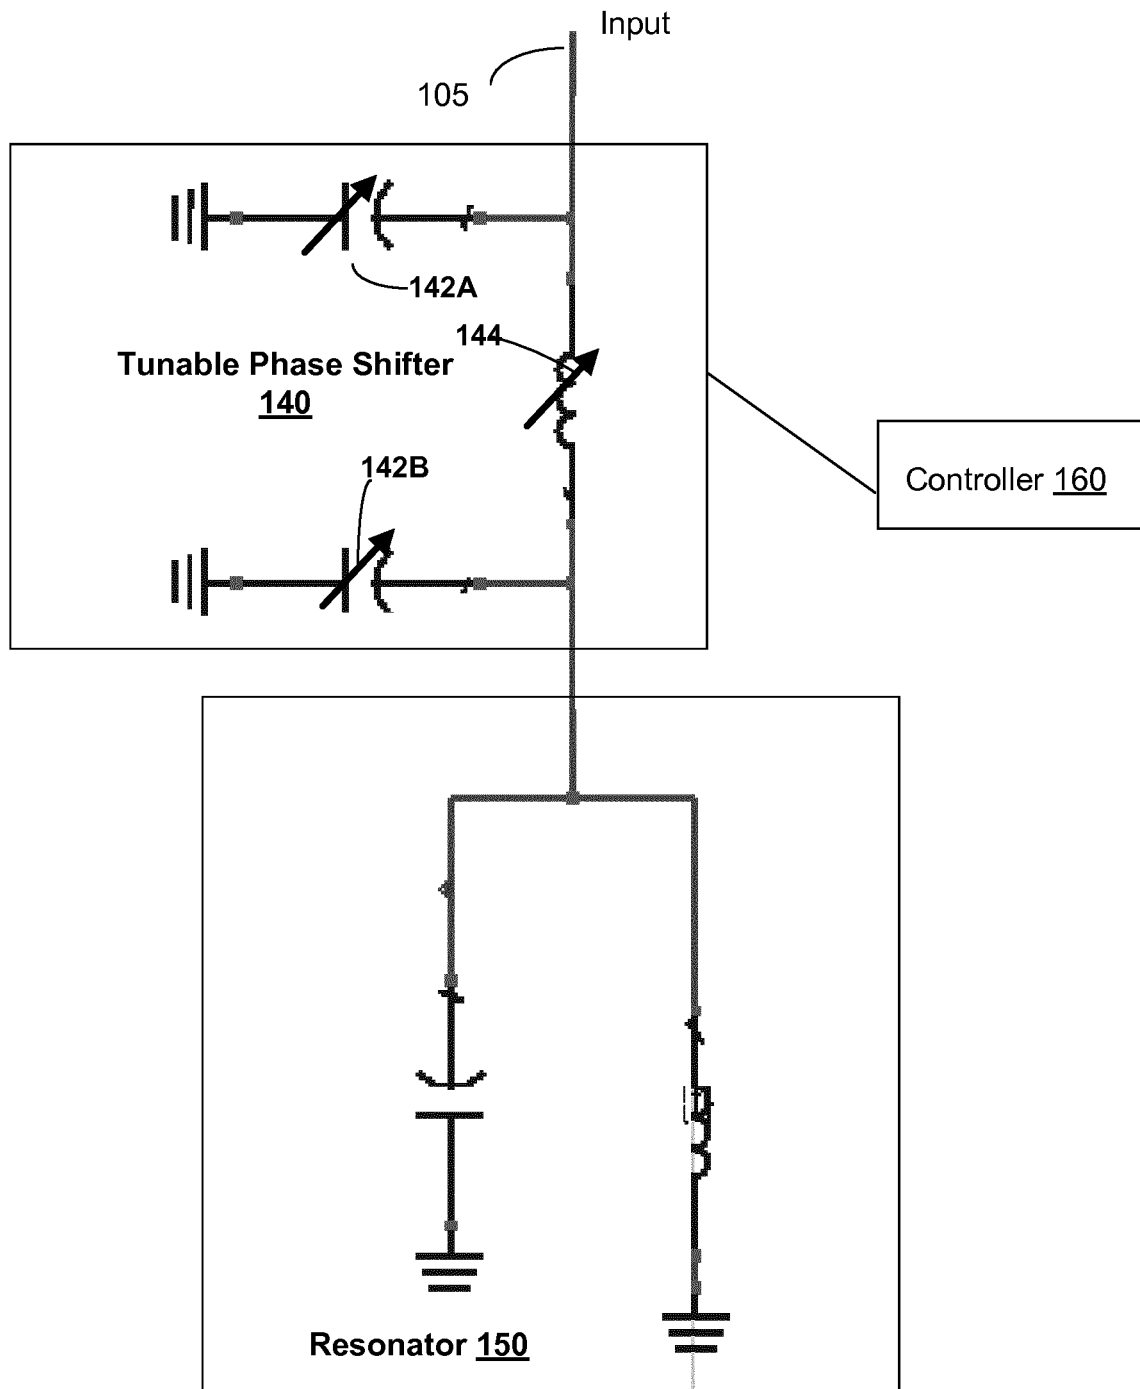 Input
105
142A
144
Tunable Phase Shifter
140
142B
Controller 160
Resonator 150